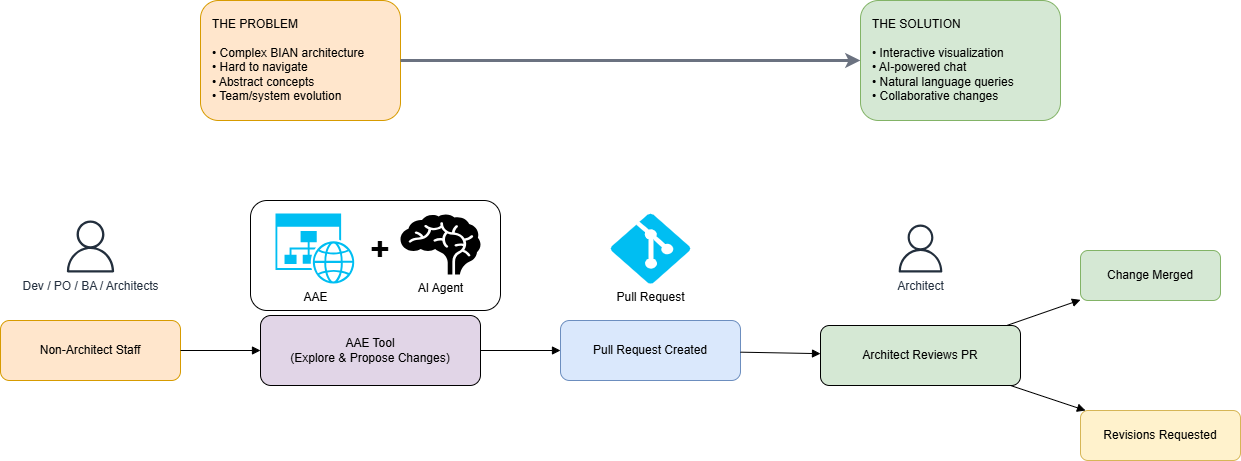 THE PROBLEM
• Complex BIAN architecture
• Hard to navigate
• Abstract concepts
• Team/system evolution
THE SOLUTION
• Interactive visualization
• AI-powered chat
• Natural language queries
• Collaborative changes
Dev / PO / BA / Architects
AAE
+
AI Agent
Pull Request
Architect
Non-Architect Staff
AAE Tool
(Explore & Propose Changes)
Pull Request Created
Architect Reviews PR
Change Merged
Revisions Requested